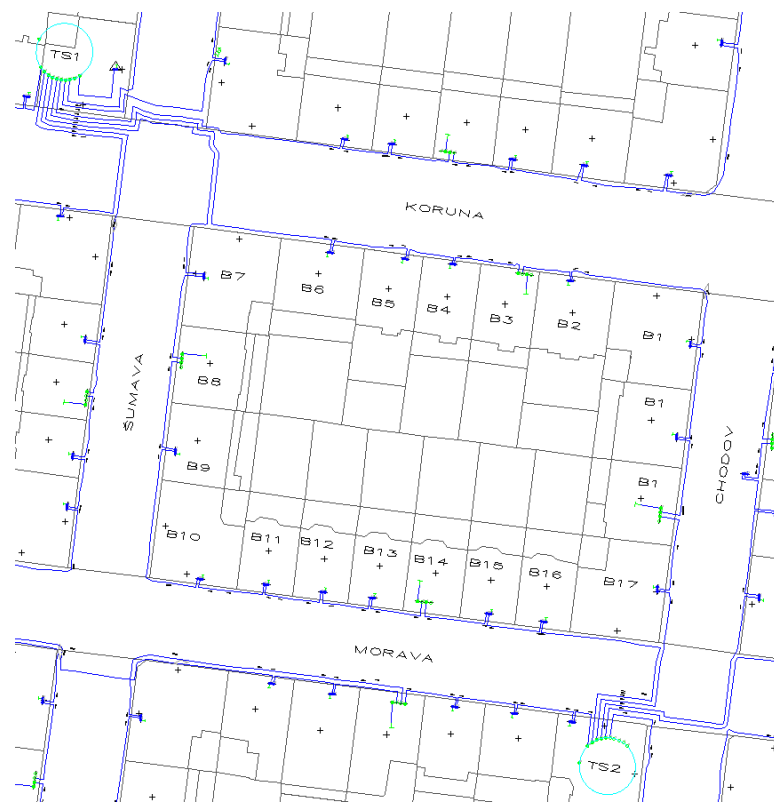 TS1
KORUNA
B7
B6
B5
B4
B3
B2
B1
ŠUMAVA
B8
B1
CHODOV
B9
B1
B10
B11
B12
B13
B14
B15
B16
B17
MORAVA
TS2